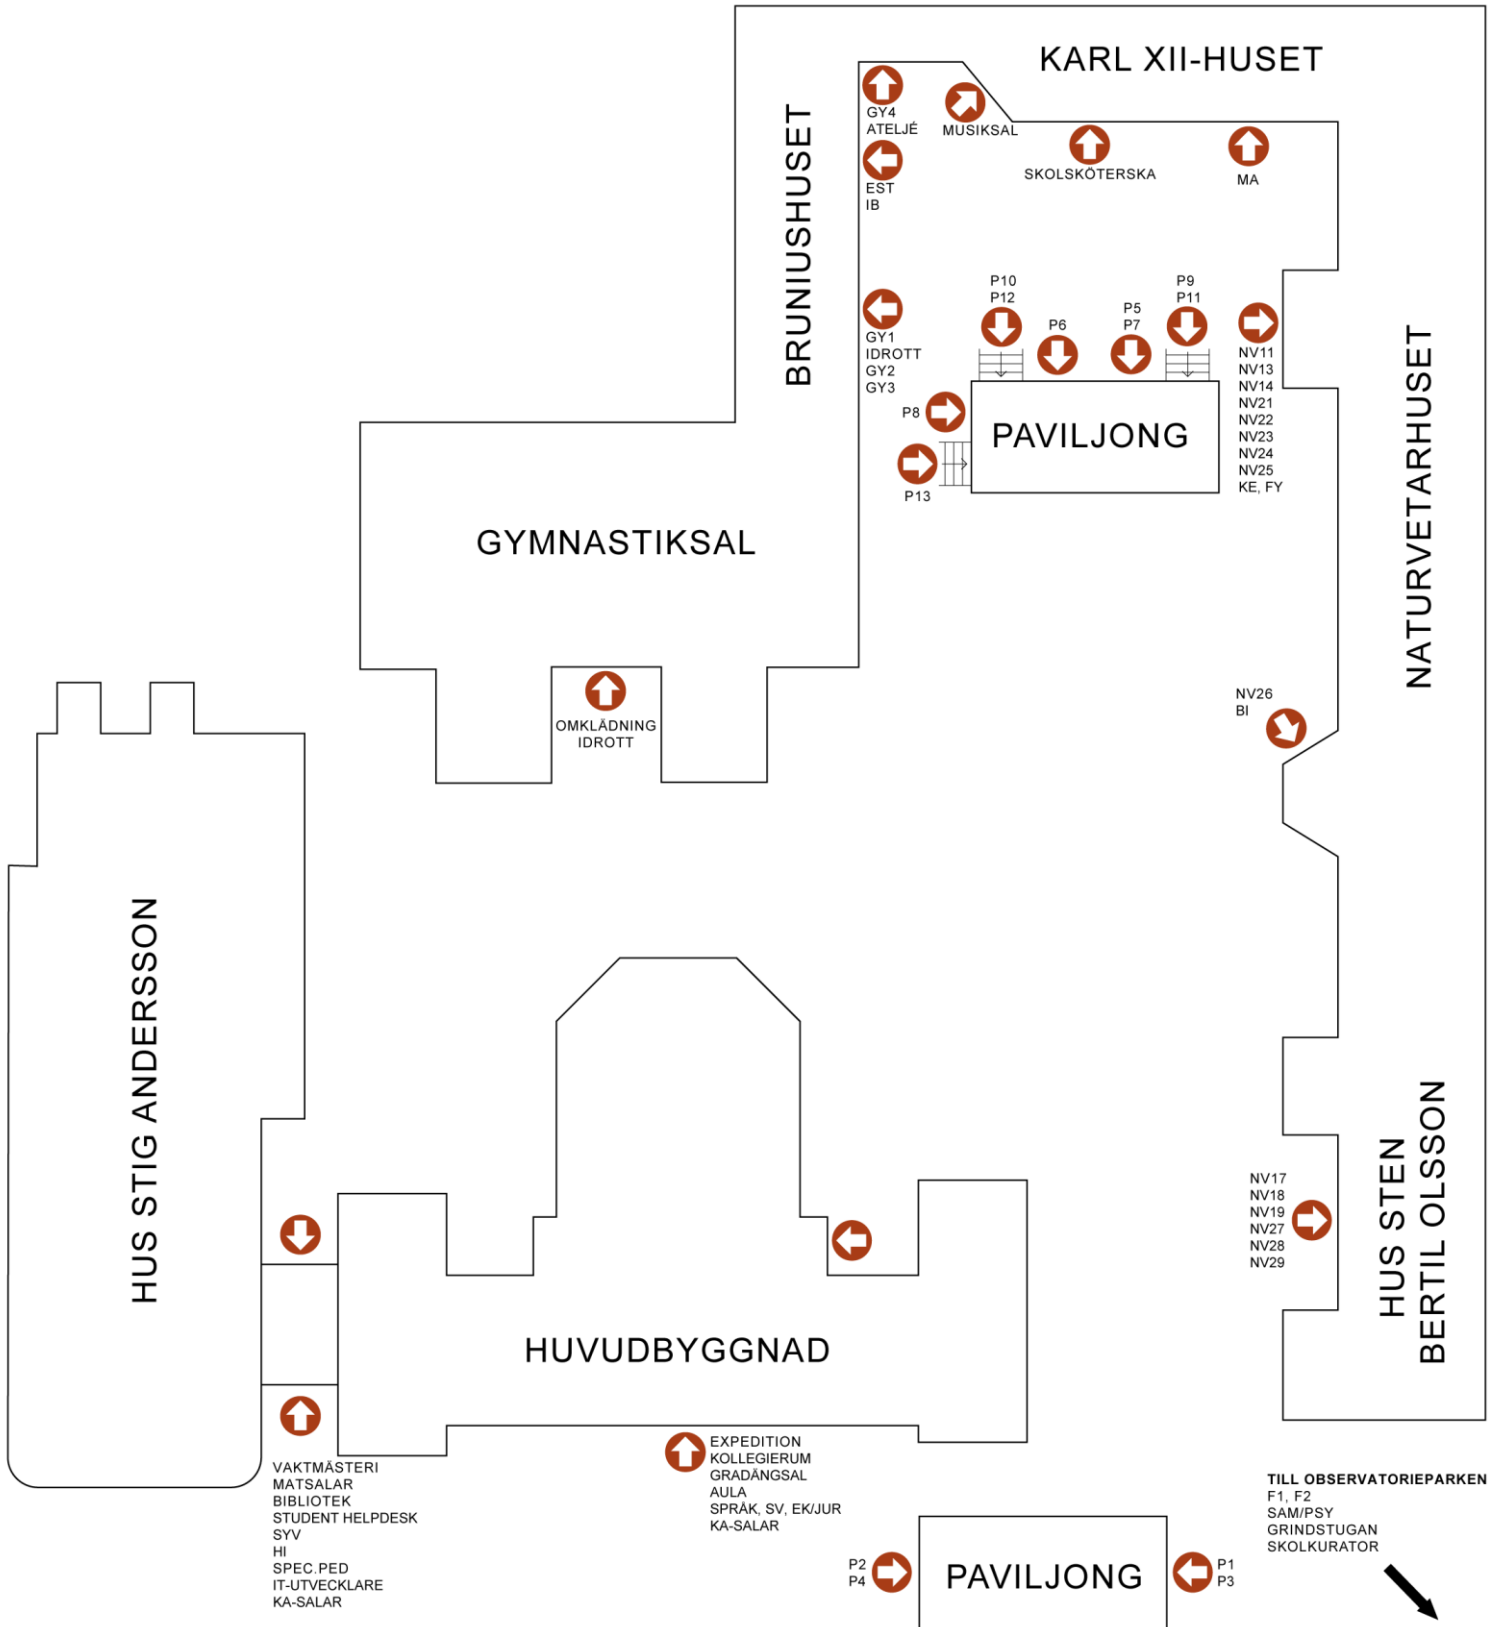 KARL XII-HUSET
BRUNIUSHUSET
GY4
ATELJÉ
MUSIKSAL
SKOLSKÖTERSKA
MA
EST
IB
GY1
IDROTT
GY2
GY3
P10
P12
P6
P5
P7
P9
P11
P8
P13
PAVILJONG
NV11
NV13
NV14
NV21
NV22
NV23
NV24
NV25
KE, FY
NATURVETARHUSET
GYMNASTIKSAL
OMKLÄDNING
IDROTT
NV26
BI
HUS STIG ANDERSSON
NV17
NV18
NV19
NV27
NV28
NV29
HUS STEN
BERTIL OLSSON
HUVUDBYGGNAD
VAKTMÄSTERI
MATSALAR
BIBLIOTEK
STUDENT HELPDESK
SYV
HI
SPEC.PED
IT-UTVECKLARE
KA-SALAR
EXPEDITION
KOLLEGIERUM
GRADÄNGSAL
AULA
SPRÅK, SV, EK/JUR
KA-SALAR
P2
P4
PAVILJONG
P1
P3
TILL OBSERVATORIEPARKEN
F1, F2
SAM/PSY
GRINDSTUGAN
SKOLKURATOR